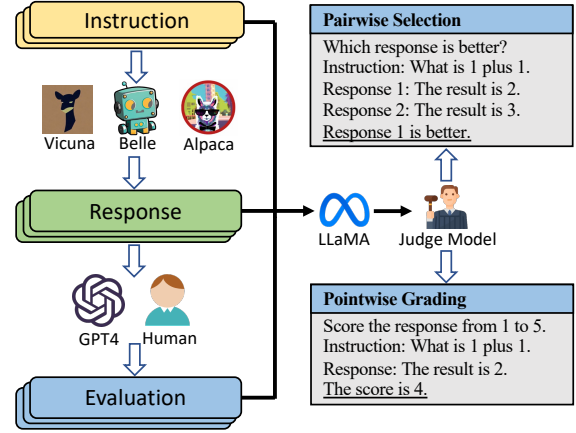 Instruction
Vicuna
Belle
Alpaca
Response
GPT4
Human
Evaluation
LLaMA
Judge Model
Pairwise Selection
Which response is better?
Instruction: What is 1 plus 1.
Response 1: The result is 2.
Response 2: The result is 3.
Response 1 is better.
Pointwise Grading
Score the response from 1 to 5.
Instruction: What is 1 plus 1.
Response: The result is 2.
The score is 4.